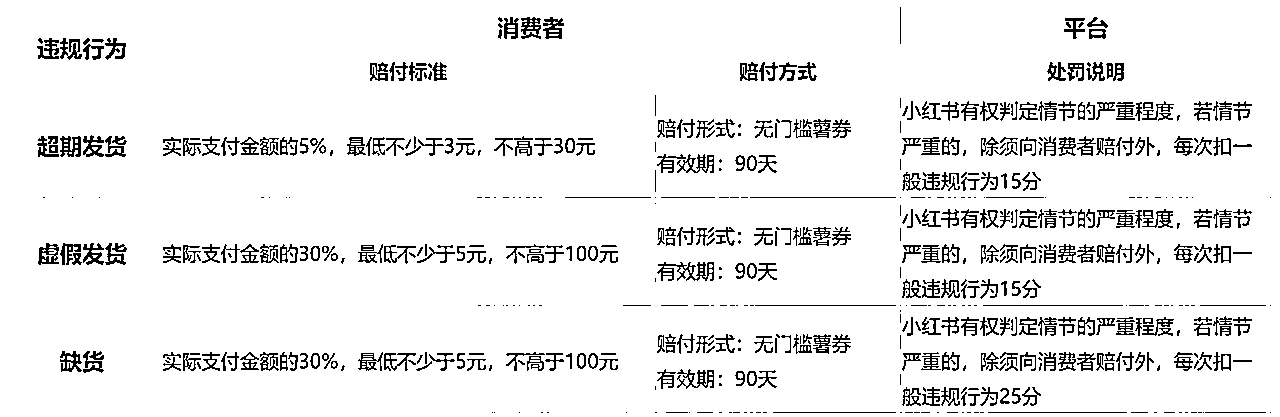 违规行为
消费者
平台
赔付标准
赔付方式
处罚说明
超期发货
实际支付金额的5%，最低不少于3元，不高于30元
赔付形式：无门槛薯券
有效期：90天
小红书有权判定情节的严重程度，若情节
严重的，除须向消费者赔付外，每次扣一
般违规行为15分
虚假发货
实际支付金额的30%，最低不少于5元，不高于100元
赔付形式：无门槛薯券
有效期：90天
小红书有权判定情节的严重程度，若情节
严重的，除须向消费者赔付外，每次扣一
般违规行为15分
缺货
实际支付金额的30%，最低不少于5元，不高于100元
赔付形式：无门槛薯券
有效期：90天
小红书有权判定情节的严重程度，若情节
严重的，除须向消费者赔付外，每次扣一
般违规行为25分